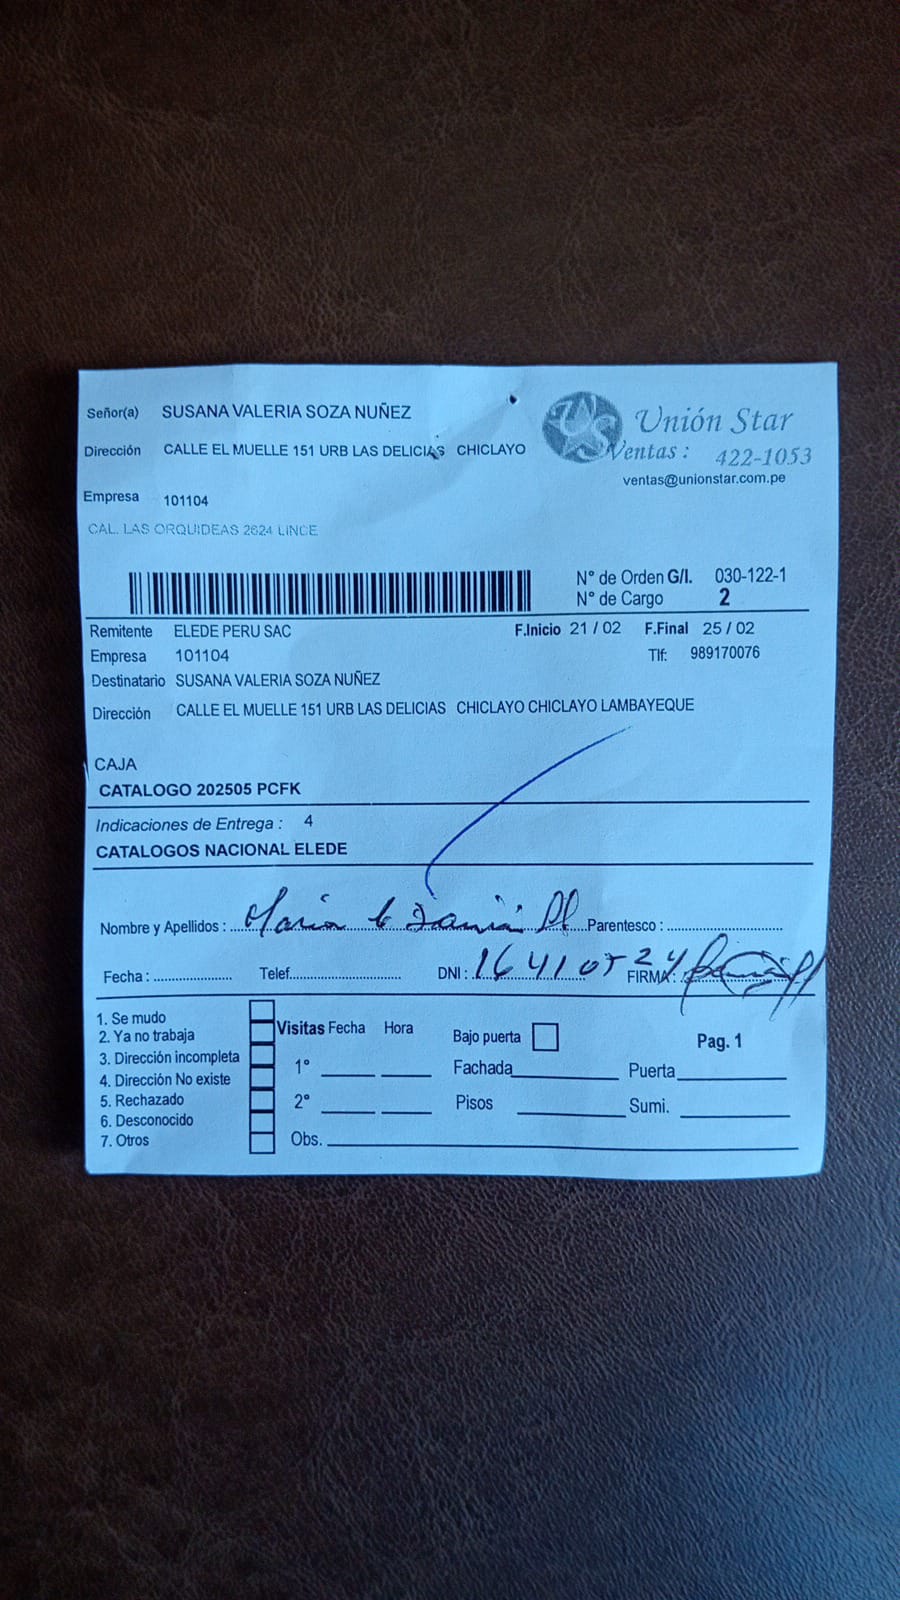 Señor(a) SUSANA VALERIA SOZA NUÑEZ
Dirección CALLE EL MUELLE 151 URB LAS DELICIAS CHICLAYO
Empresa 101104
CAL. LAS ORQUIDEAS 2624 LINCE
US
Unión Star
Ventas : 422-1053
ventas@unionstar.com.pe
N° de Orden G/I. 030-122-1
N° de Cargo 2
Remitente ELEDE PERU SAC F.Inicio 21 / 02 F.Final 25 / 02
Empresa 101104 Tlf: 989170076
Destinatario SUSANA VALERIA SOZA NUÑEZ
Dirección CALLE EL MUELLE 151 URB LAS DELICIAS CHICLAYO CHICLAYO LAMBAYEQUE
CAJA
CATALOGO 202505 PCFK
Indicaciones de Entrega : 4
CATALOGOS NACIONAL ELEDE
Nombre y Apellidos : Maria Parentesco :
Fecha : Telef. DNI : 16410524 FIRMA:
1. Se mudo
2. Ya no trabaja
3. Dirección incompleta
4. Dirección No existe
5. Rechazado
6. Desconocido
7. Otros
Visitas Fecha Hora
1°
2°
Obs.
Bajo puerta
Fachada Puerta
Pisos Sumi.
Pag. 1